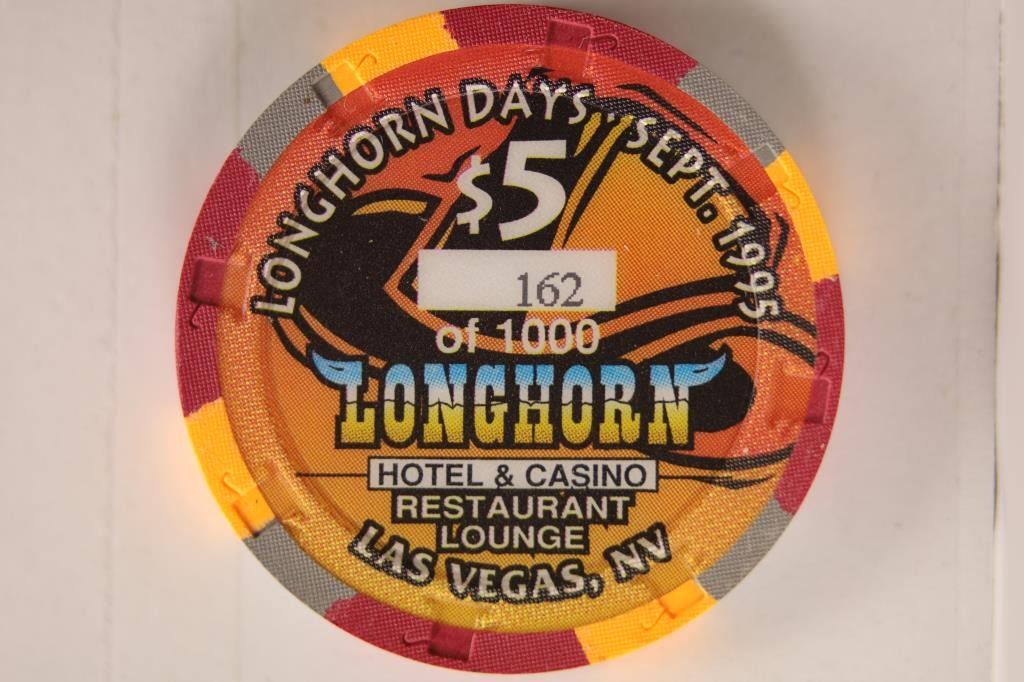 LONGHORN DAYS · SEPT. 1995
$5
162
of 1000
LONGHORN
HOTEL & CASINO
RESTAURANT
LOUNGE
LAS VEGAS, NV